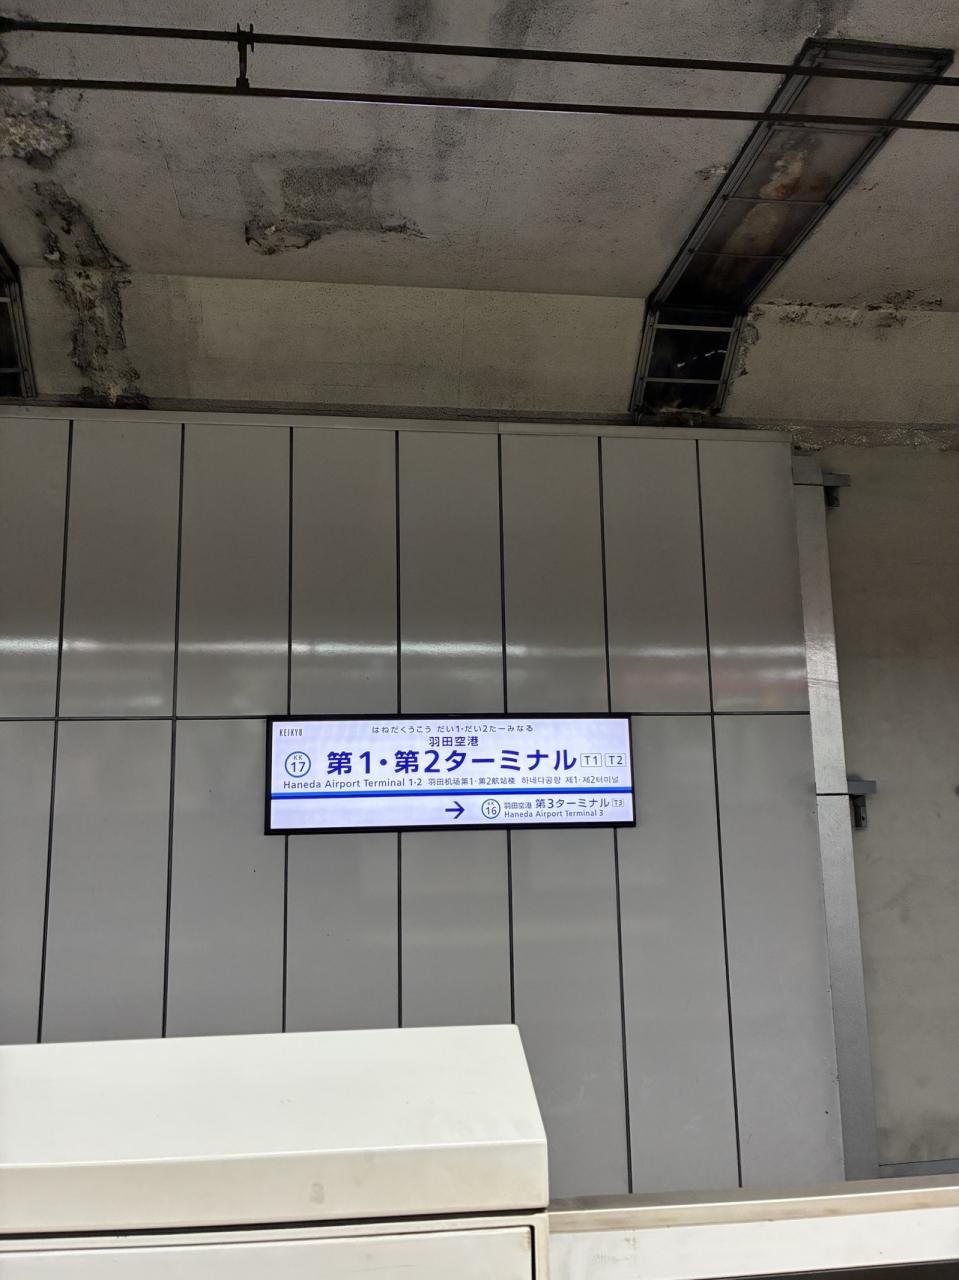 KEIKYU
はねだくうこう だい1・だい2たーみなる
羽田空港
KK 17 第1・第2ターミナル T1 T2
Haneda Airport Terminal 1·2 羽田机场第1·第2航站楼 하네다공항 제1·제2터미널
→ KK 16 羽田空港 第3ターミナル T3
Haneda Airport Terminal 3